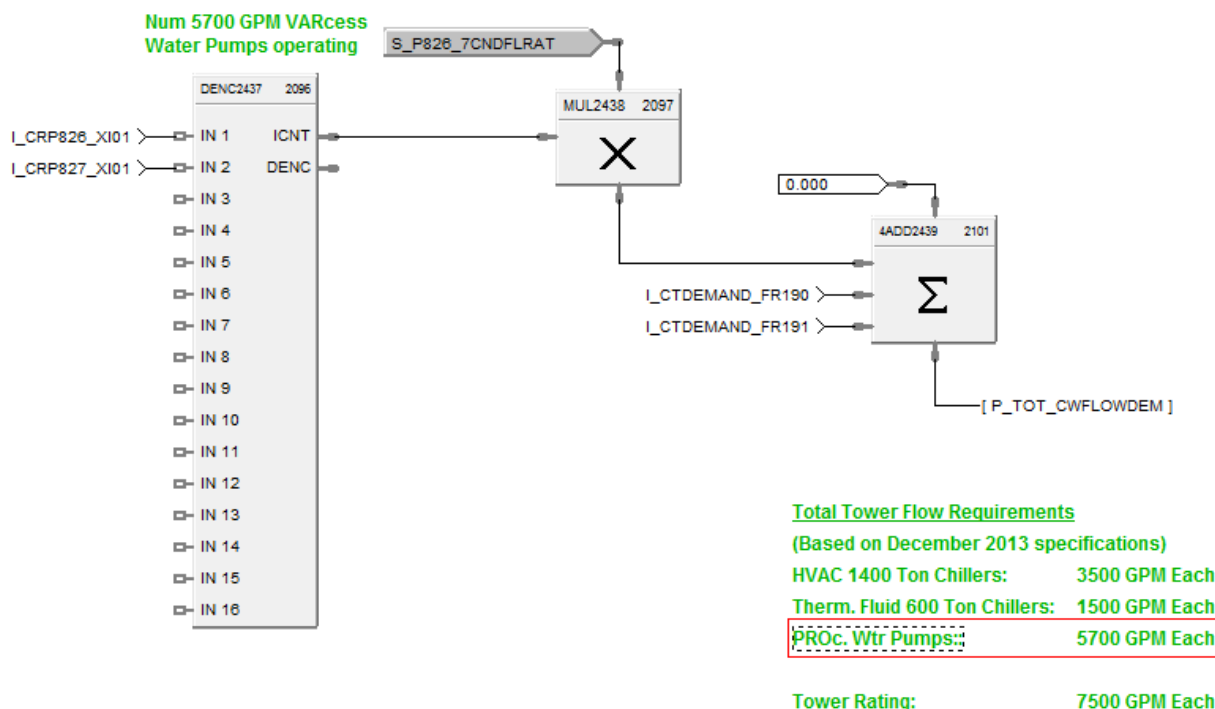 Num 5700 GPM VARcess
Water Pumps operating
S_P826_7CNDFLRAT
DENC2437 2096
I_CRP826_XI01
IN 1 ICNT
I_CRP827_XI01
IN 2 DENC
IN 3
IN 4
IN 5
IN 6
IN 7
IN 8
IN 9
IN 10
IN 11
IN 12
IN 13
IN 14
IN 15
IN 16
MUL2438 2097
X
0.000
4ADD2439 2101
Σ
I_CTDEMAND_FR190
I_CTDEMAND_FR191
[ P_TOT_CWFLOWDEM ]
Total Tower Flow Requirements
(Based on December 2013 specifications)
HVAC 1400 Ton Chillers: 3500 GPM Each
Therm. Fluid 600 Ton Chillers: 1500 GPM Each
PROc. Wtr Pumps:: 5700 GPM Each
Tower Rating: 7500 GPM Each